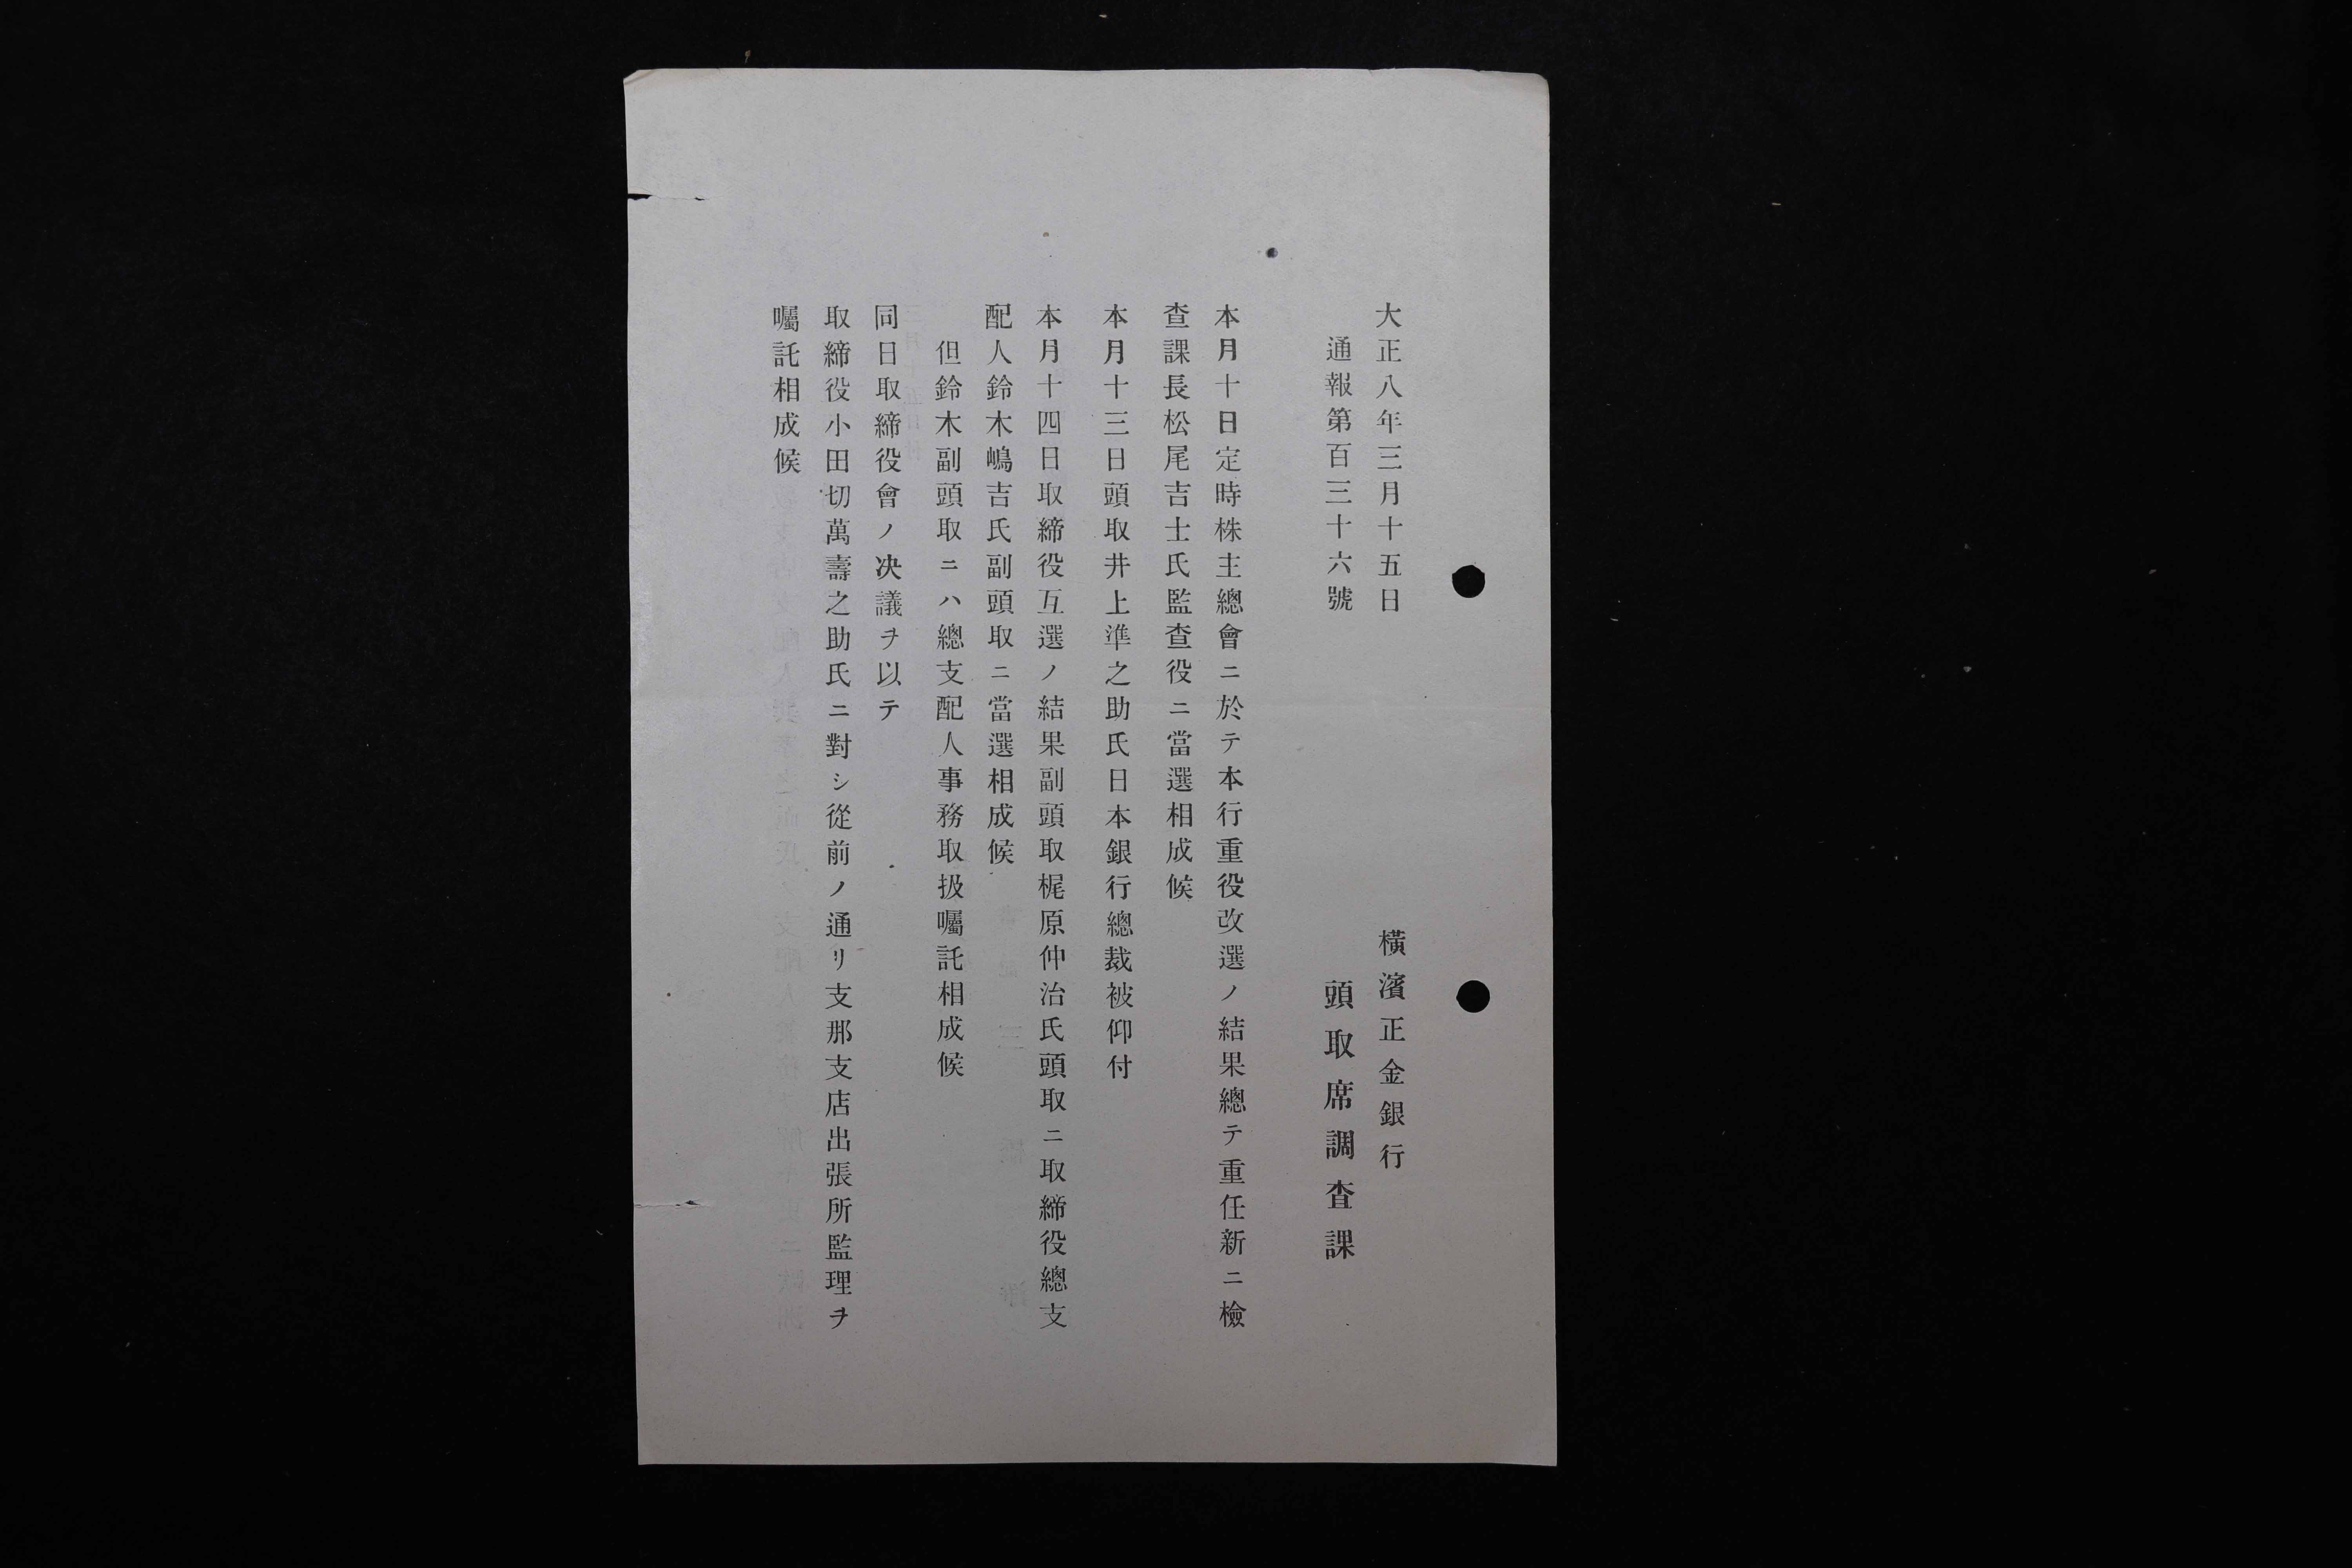 大正八年三月十五日
橫濱正金銀行
通報第百三十六號
頭取席調査課
本月十日定時株主總會ニ於テ本行重役改選ノ結果總テ重任新ニ檢
查課長松尾吉士氏監查役ニ當選相成候
本月十三日頭取井上準之助氏日本銀行總裁被仰付
本月十四日取締役互選ノ結果副頭取梶原仲治氏頭取ニ取締役總支
配人鈴木嶋吉氏副頭取ニ當選相成候
但鈴木副頭取ニハ總支配人事務取扱囑託相成候
同日取締役會ノ决議ヲ以テ
取締役小田切萬壽之助氏ニ對シ從前ノ通リ支那支店出張所監理ヲ
囑託相成候